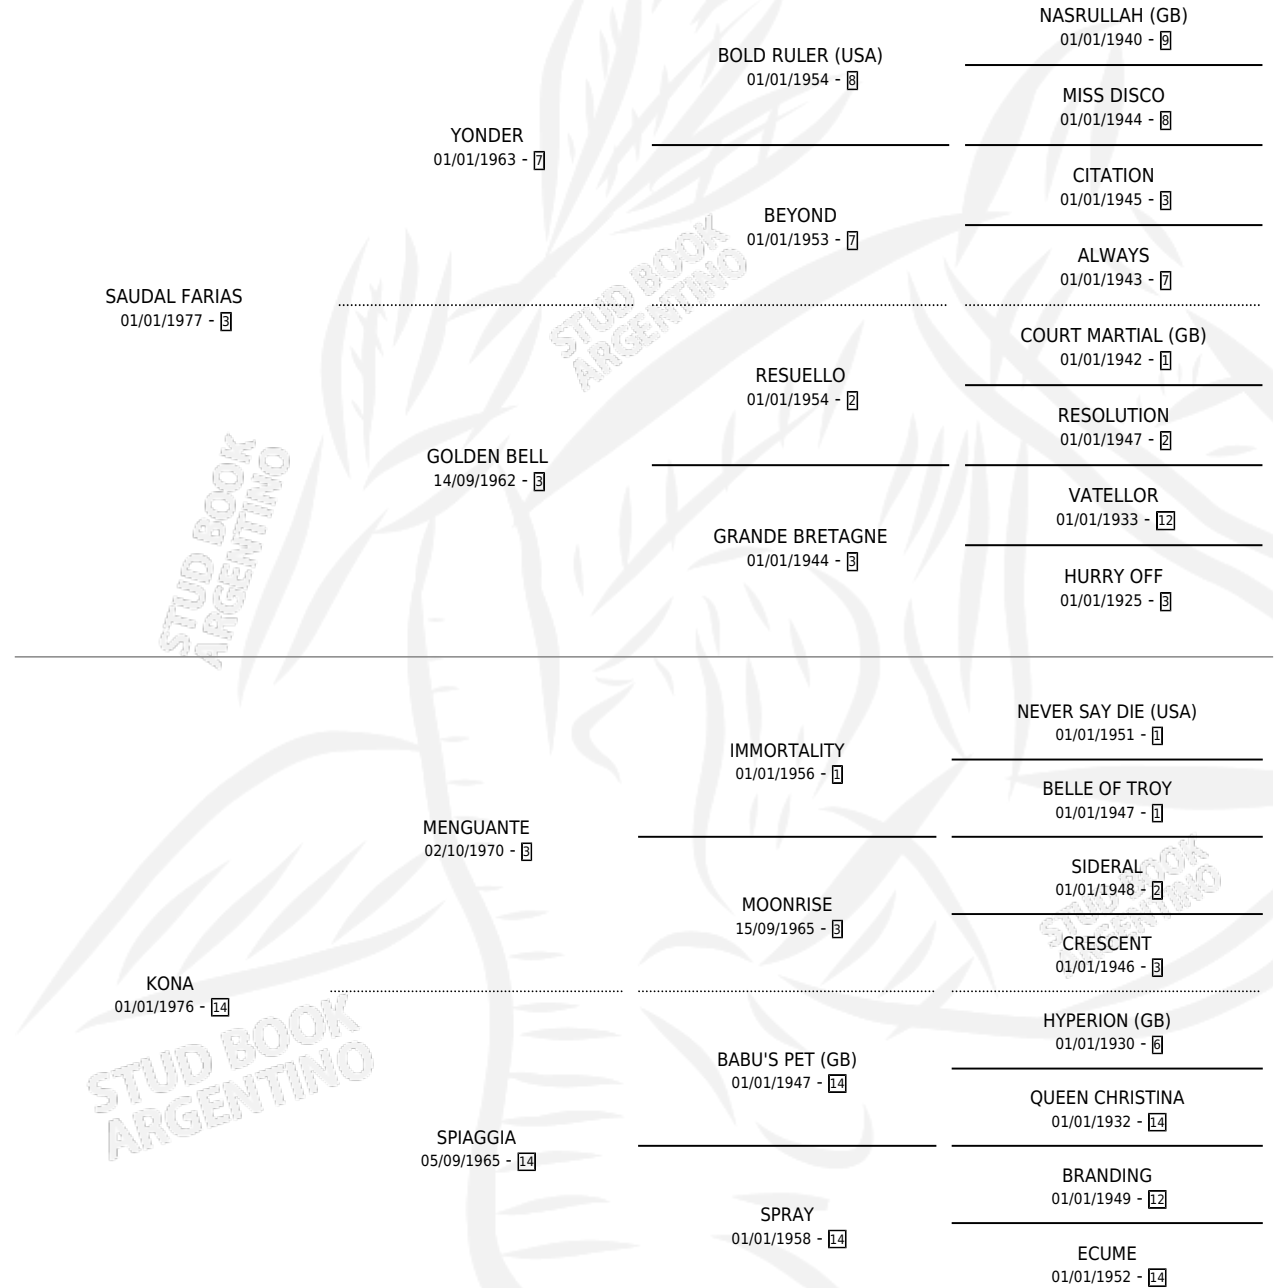 NASRULLAH (GB)
01/01/1940 - 9
BOLD RULER (USA)
01/01/1954 - 8
MISS DISCO
01/01/1944 - 8
YONDER
01/01/1963 - 7
CITATION
01/01/1945 - 3
BEYOND
01/01/1953 - 7
ALWAYS
01/01/1943 - 7
SAUDAL FARIAS
01/01/1977 - 3
COURT MARTIAL (GB)
01/01/1942 - 1
RESUELLO
01/01/1954 - 2
RESOLUTION
01/01/1947 - 2
GOLDEN BELL
14/09/1962 - 3
VATELLOR
01/01/1933 - 12
GRANDE BRETAGNE
01/01/1944 - 3
HURRY OFF
01/01/1925 - 3
NEVER SAY DIE (USA)
01/01/1951 - 1
IMMORTALITY
01/01/1956 - 1
BELLE OF TROY
01/01/1947 - 1
MENGUANTE
02/10/1970 - 3
SIDERAL
01/01/1948 - 2
MOONRISE
15/09/1965 - 3
CRESCENT
01/01/1946 - 3
KONA
01/01/1976 - 14
HYPERION (GB)
01/01/1930 - 6
BABU'S PET (GB)
01/01/1947 - 14
QUEEN CHRISTINA
01/01/1932 - 14
SPIAGGIA
05/09/1965 - 14
BRANDING
01/01/1949 - 12
SPRAY
01/01/1958 - 14
ECUME
01/01/1952 - 14
STUD BOOK
ARGENTINO
STUD BOOK
ARGENTINO
STUD BOOK
ARGENTINO
STUD BOOK
ARGENTINO